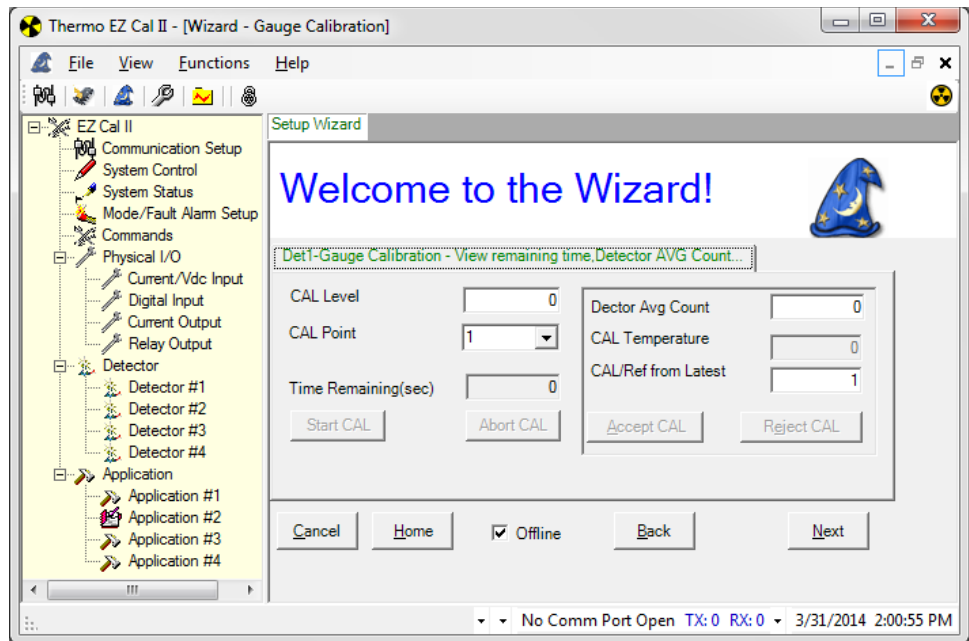 Thermo EZ Cal II - [Wizard - Gauge Calibration]
File View Functions Help
EZ Cal II
Communication Setup
System Control
System Status
Mode/Fault Alarm Setup
Commands
Physical I/O
Current/Vdc Input
Digital Input
Current Output
Relay Output
Detector
Detector #1
Detector #2
Detector #3
Detector #4
Application
Application #1
Application #2
Application #3
Application #4
Setup Wizard
Welcome to the Wizard!
Det1-Gauge Calibration - View remaining time,Detector AVG Count...
CAL Level 0
CAL Point 1
Time Remaining(sec) 0
Start CAL Abort CAL
Dector Avg Count 0
CAL Temperature 0
CAL/Ref from Latest 1
Accept CAL Reject CAL
Cancel Home Offline Back Next
No Comm Port Open TX: 0 RX: 0 3/31/2014 2:00:55 PM